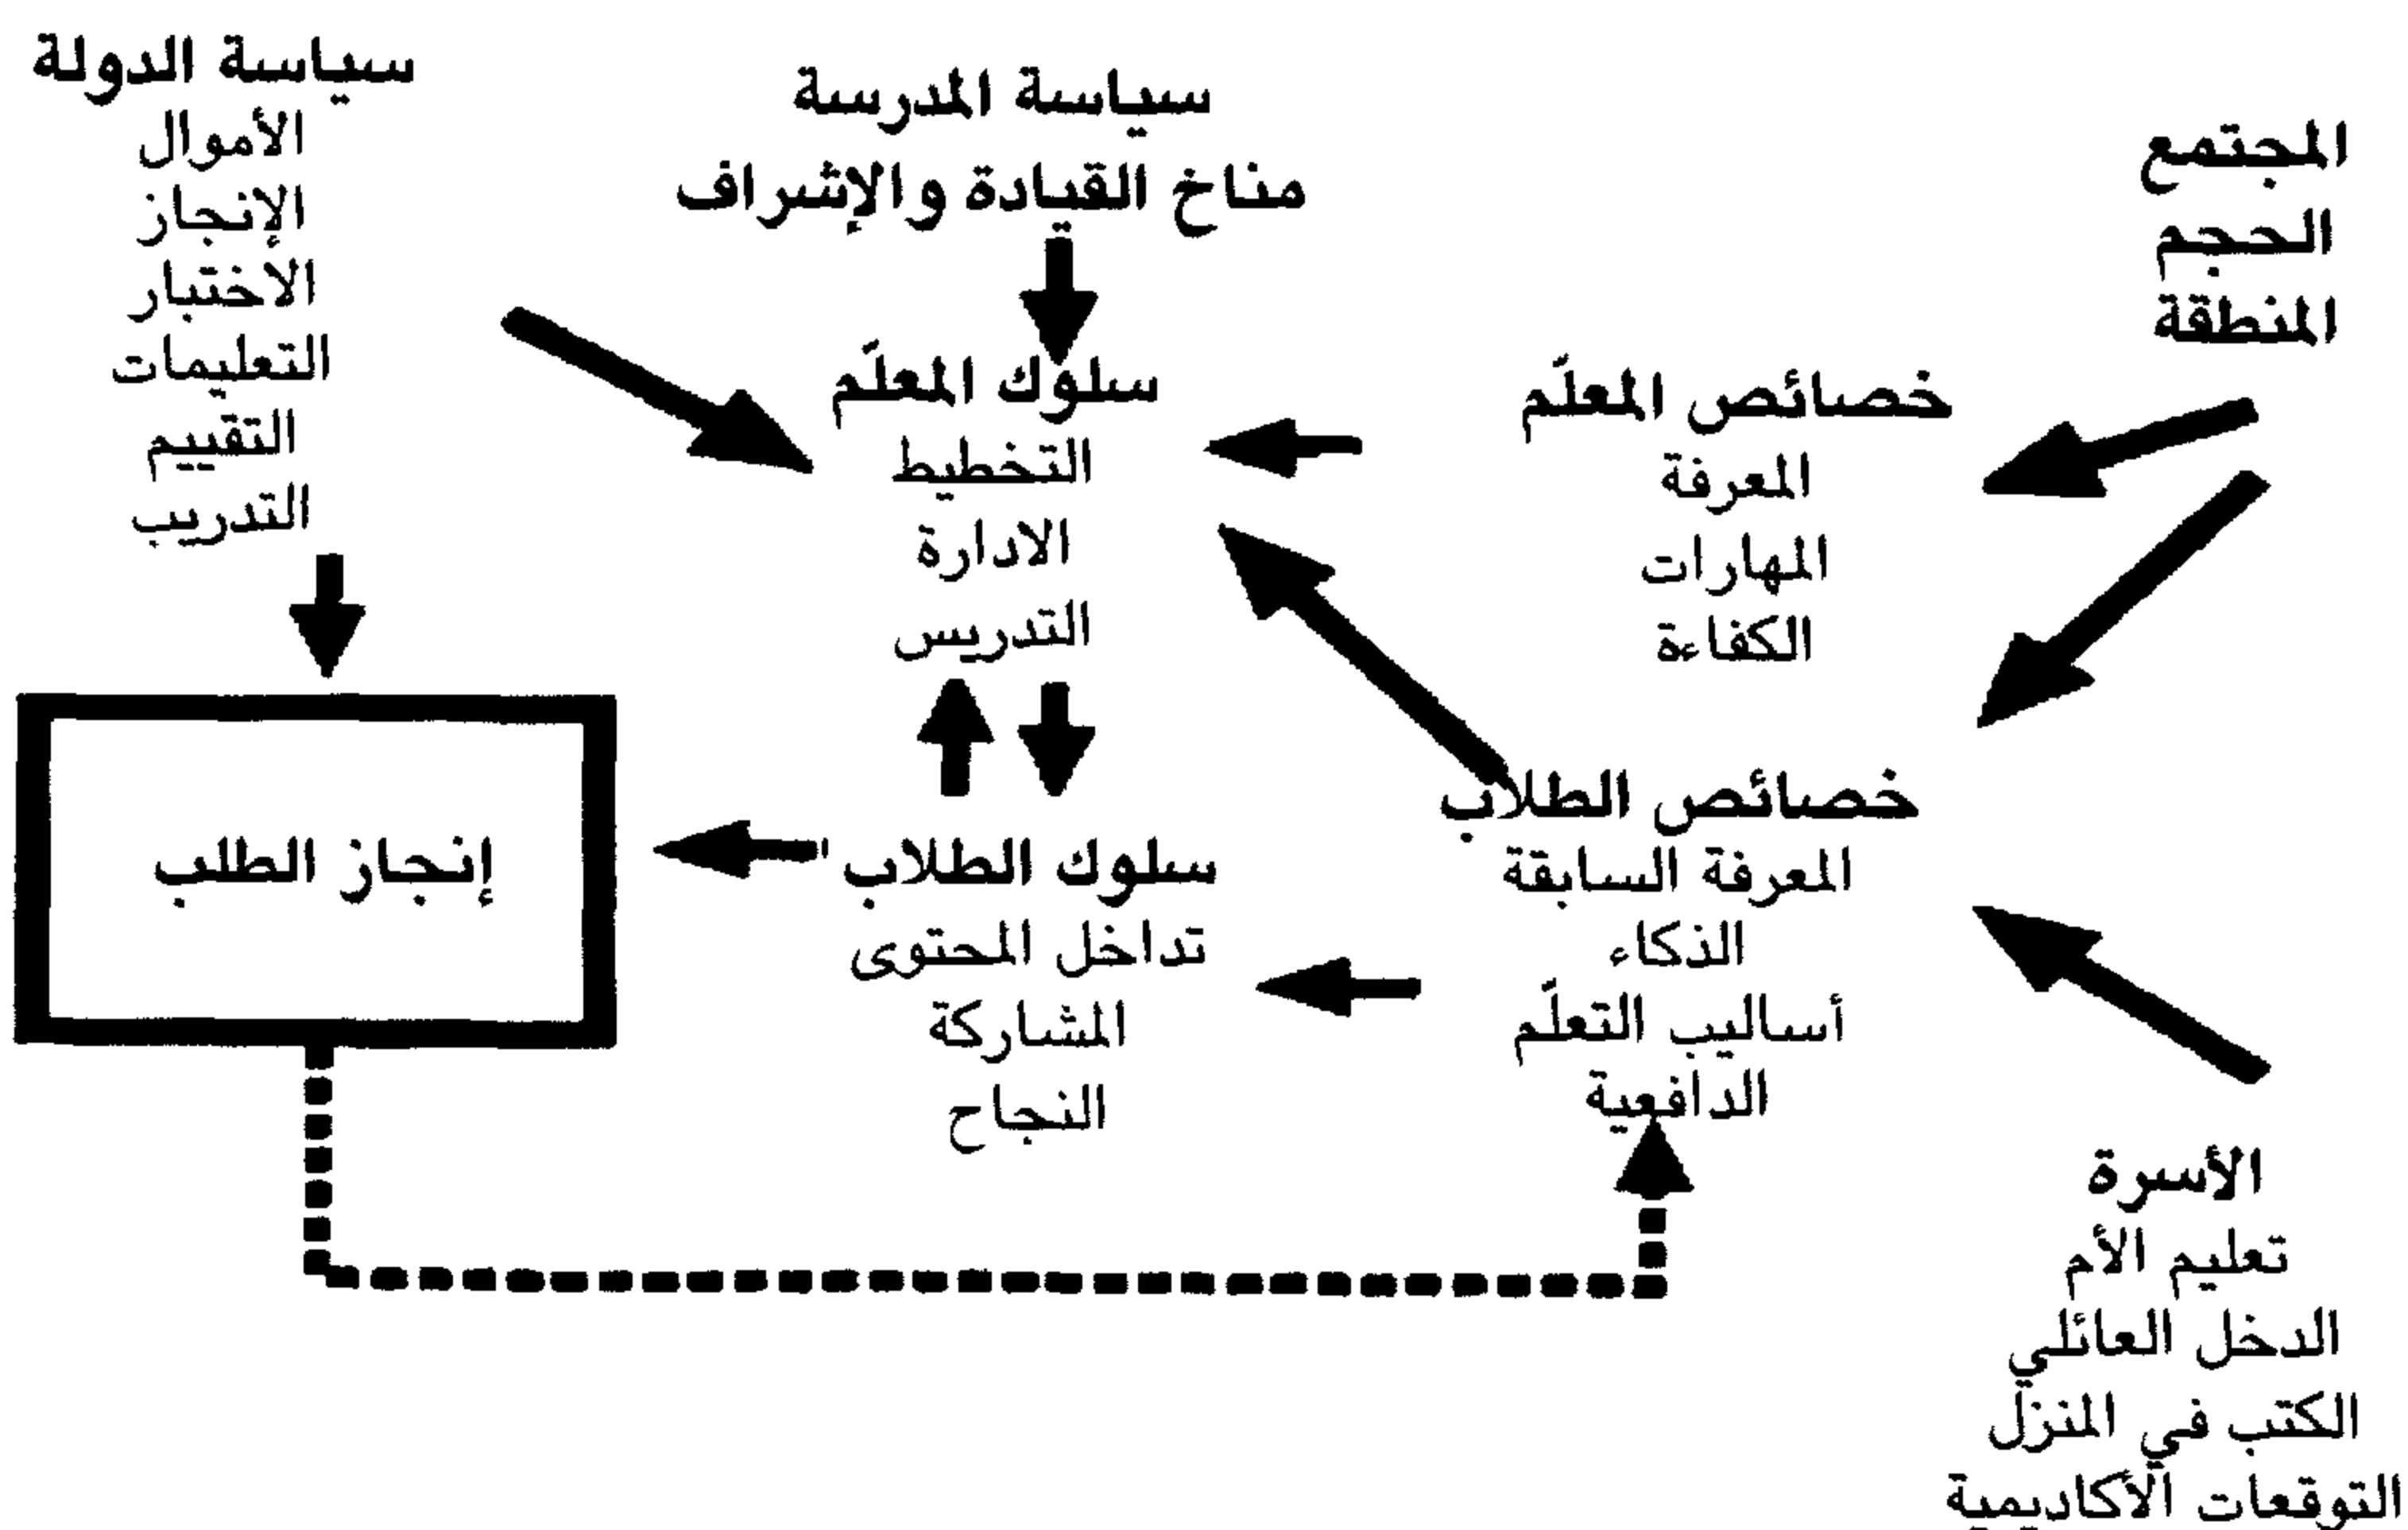 المجتمع
الحجم
المنطقة
سياسة المدرسة
مناخ القيادة والإشراف
سياسة الدولة
الأموال
الإنجاز
الاختبار
التعليمات
التقييم
التدريب
خصائص المعلّم
المعرفة
المهارات
الكفاءة
سلوك المعلّم
التخطيط
الادارة
التدريس
خصائص الطلاب
المعرفة السابقة
الذكاء
أساليب التعلّم
الدافعية
سلوك الطلاب
تداخل المحتوى
المشاركة
النجاح
إنجاز الطلب
الأسرة
تعليم الأم
الدخل العائلي
الكتب في المنزل
التوقعات الأكاديمية